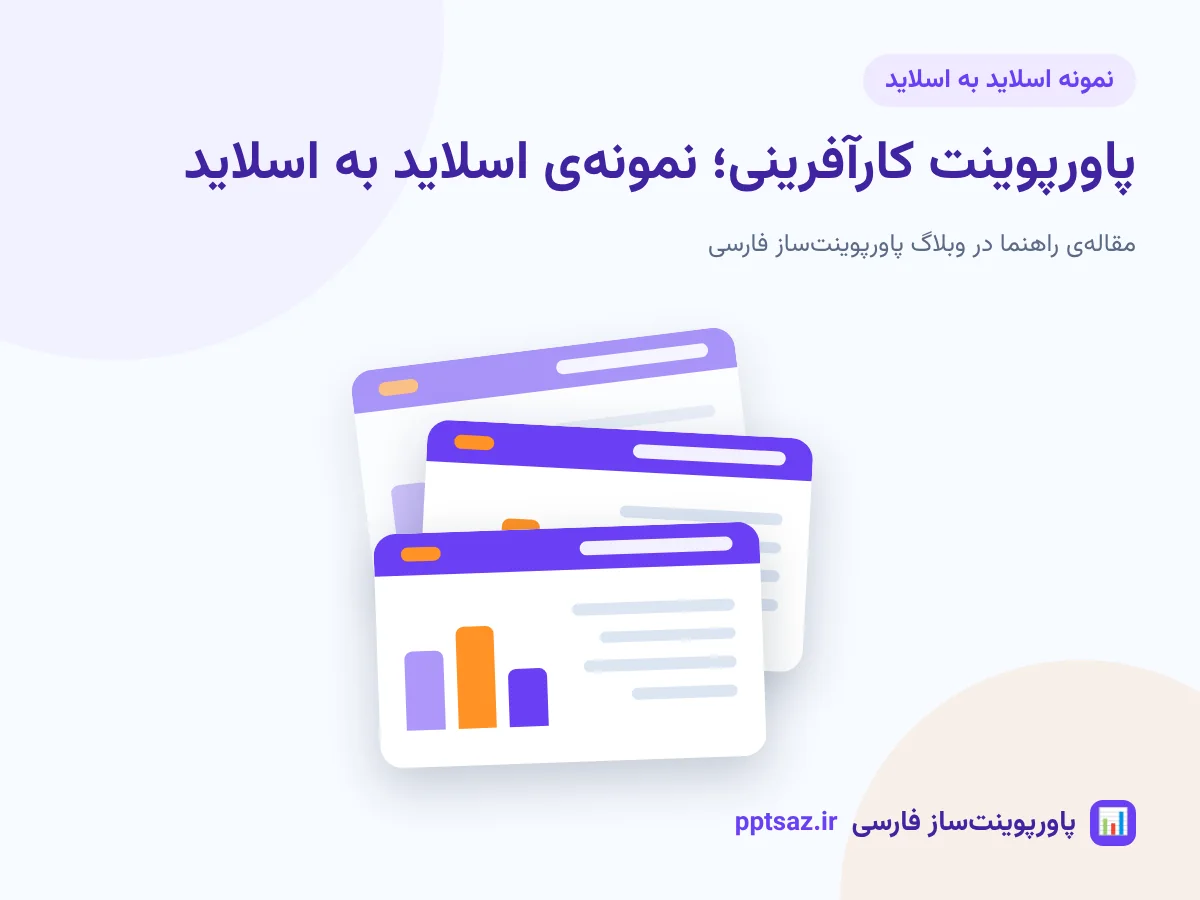 نمونه اسلاید به اسلاید
پاورپوینت کارآفرینی؛ نمونه‌ی اسلاید به اسلاید
مقاله‌ی راهنما در وبلاگ پاورپوینت‌ساز فارسی
پاورپوینت‌ساز فارسی pptsaz.ir